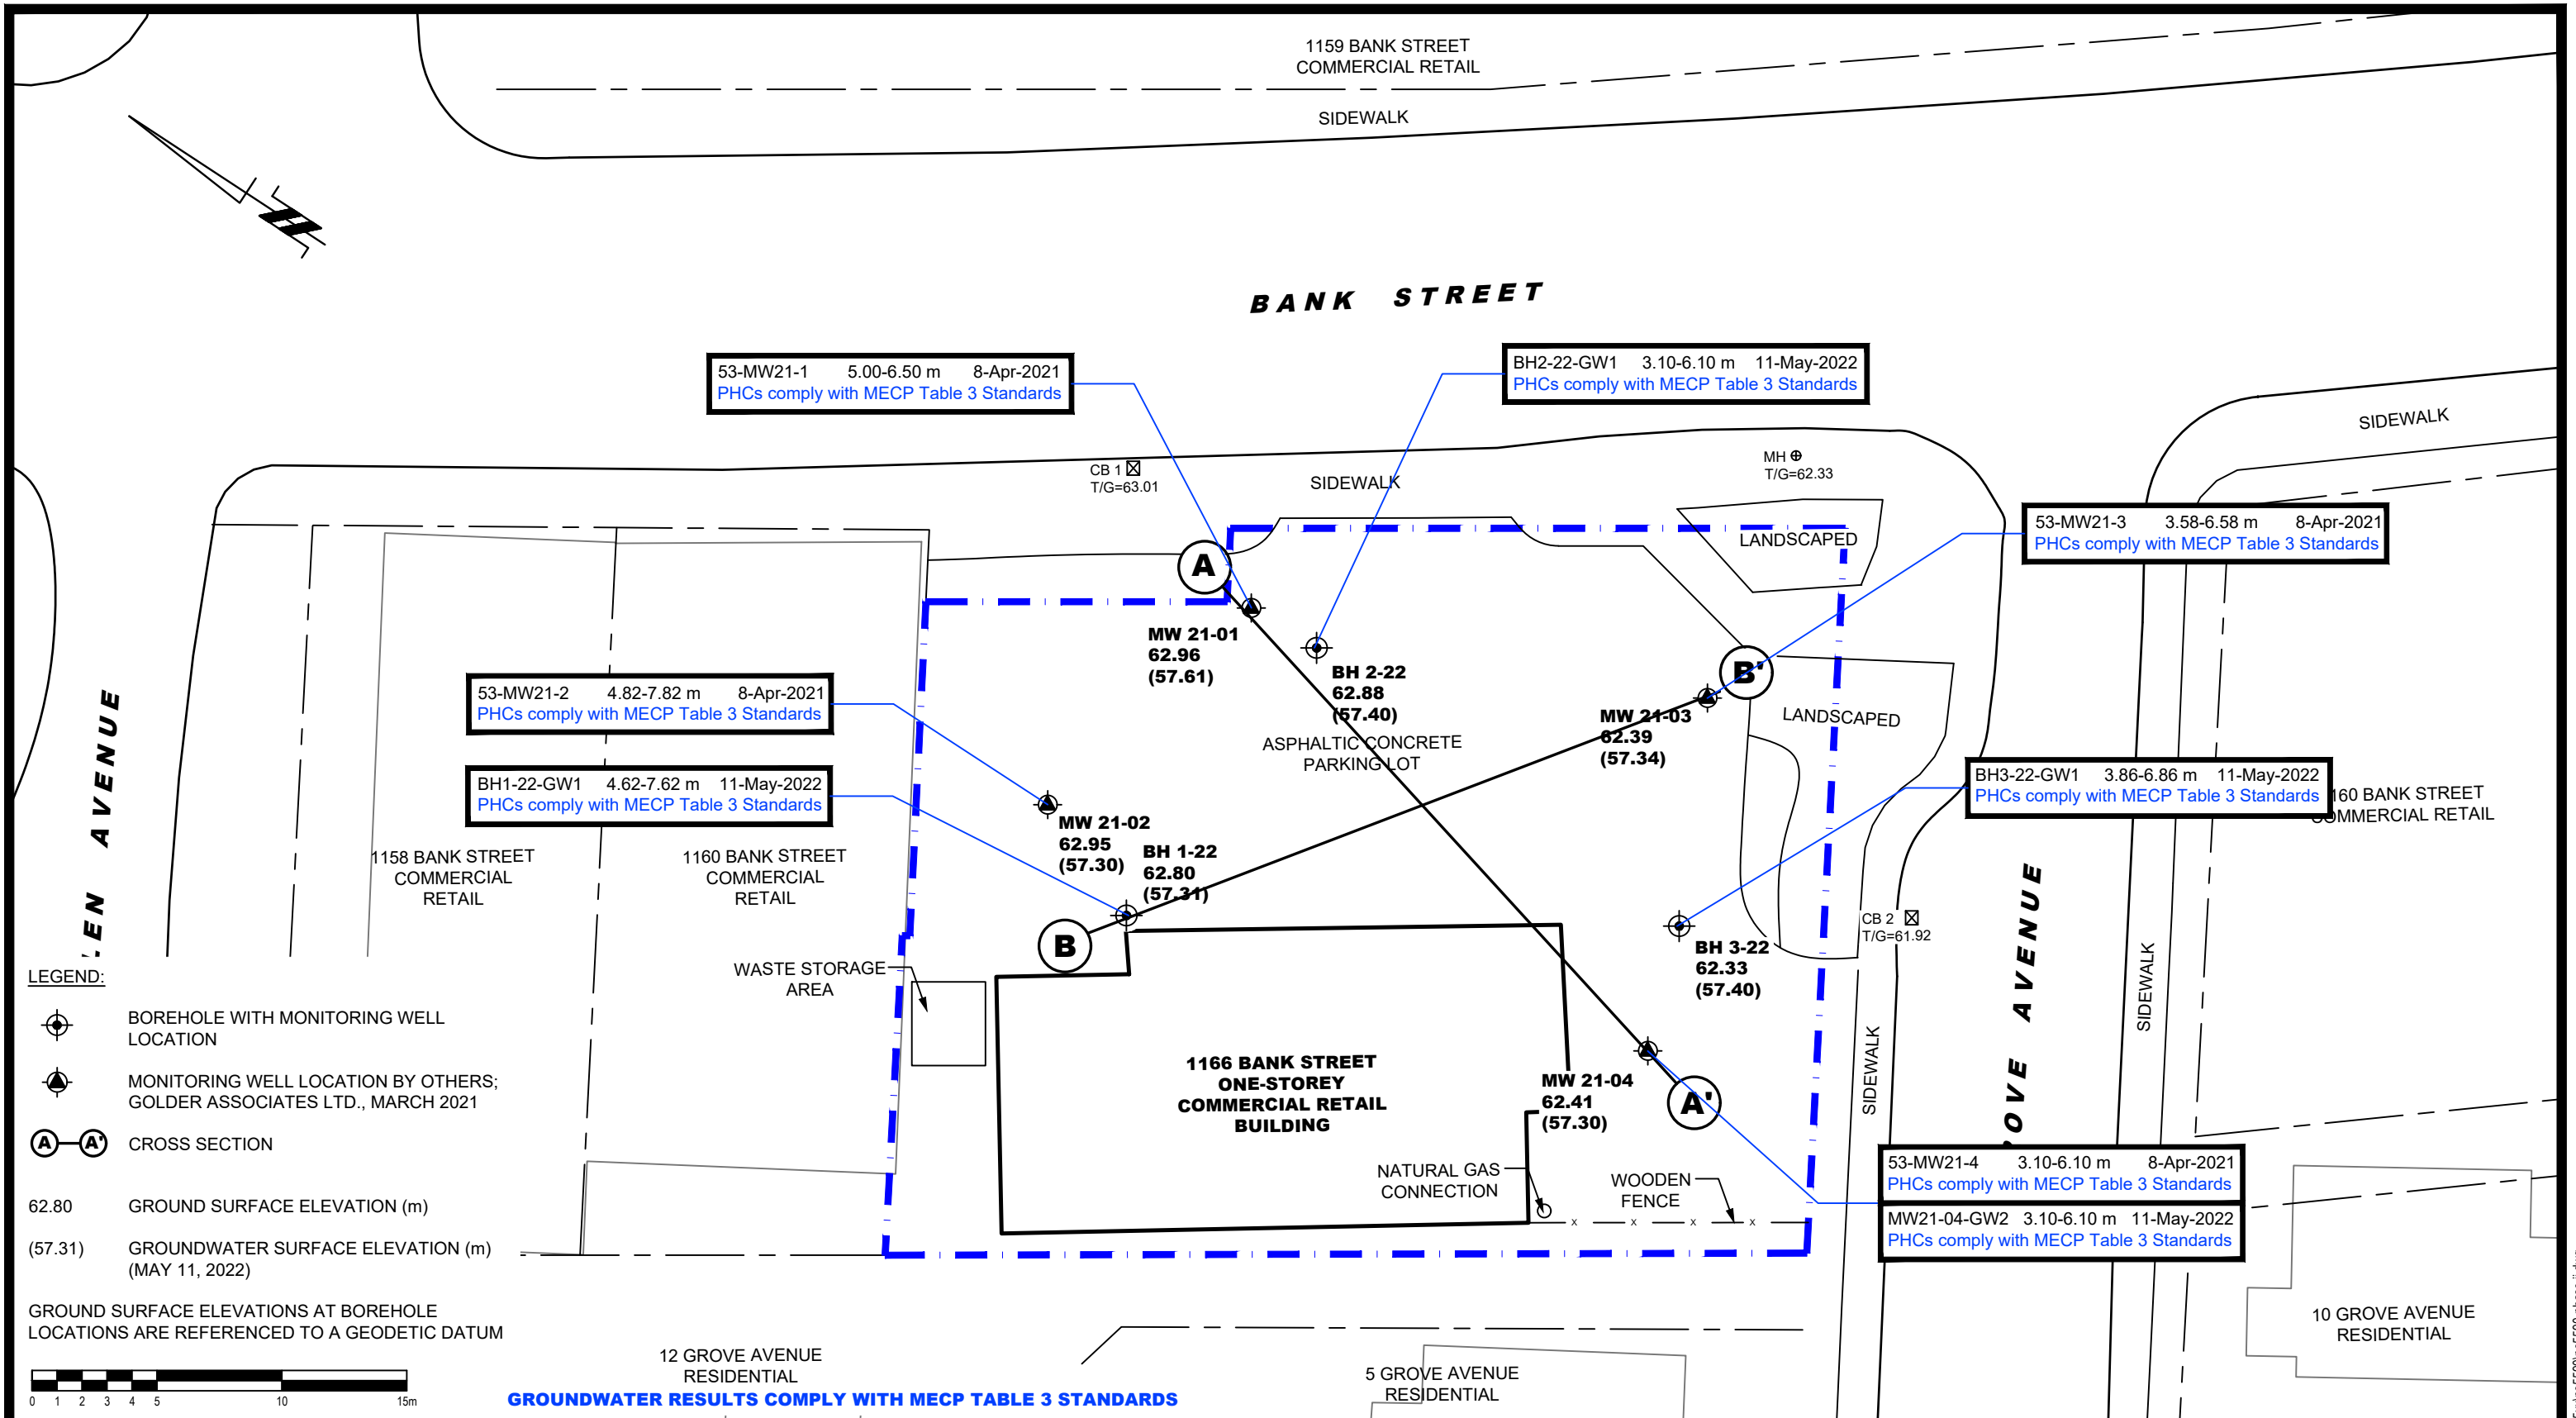 1159 BANK STREET
COMMERCIAL RETAIL
SIDEWALK
BANK STREET
53-MW21-1 5.00-6.50 m 8-Apr-2021
PHCs comply with MECP Table 3 Standards
BH2-22-GW1 3.10-6.10 m 11-May-2022
PHCs comply with MECP Table 3 Standards
SIDEWALK
CB 1
T/G=63.01
SIDEWALK
MH
T/G=62.33
53-MW21-3 3.58-6.58 m 8-Apr-2021
PHCs comply with MECP Table 3 Standards
LANDSCAPED
A
MW 21-01
62.96
(57.61)
BH 2-22
62.88
(57.40)
B'
53-MW21-2 4.82-7.82 m 8-Apr-2021
PHCs comply with MECP Table 3 Standards
MW 21-03
62.39
(57.34)
LANDSCAPED
ASPHALTIC CONCRETE
PARKING LOT
BH1-22-GW1 4.62-7.62 m 11-May-2022
PHCs comply with MECP Table 3 Standards
BH3-22-GW1 3.86-6.86 m 11-May-2022
PHCs comply with MECP Table 3 Standards
160 BANK STREET
COMMERCIAL RETAIL
LEN AVENUE
MW 21-02
62.95
(57.30)
BH 1-22
62.80
(57.31)
1158 BANK STREET
COMMERCIAL
RETAIL
1160 BANK STREET
COMMERCIAL
RETAIL
B
CB 2
T/G=61.92
BH 3-22
62.33
(57.40)
OVE AVENUE
SIDEWALK
SIDEWALK
WASTE STORAGE
AREA
1166 BANK STREET
ONE-STOREY
COMMERCIAL RETAIL
BUILDING
MW 21-04
62.41
(57.30)
A'
NATURAL GAS
CONNECTION
WOODEN
FENCE
x x x x
53-MW21-4 3.10-6.10 m 8-Apr-2021
PHCs comply with MECP Table 3 Standards
MW21-04-GW2 3.10-6.10 m 11-May-2022
PHCs comply with MECP Table 3 Standards
LEGEND:
BOREHOLE WITH MONITORING WELL
LOCATION
MONITORING WELL LOCATION BY OTHERS;
GOLDER ASSOCIATES LTD., MARCH 2021
A A' CROSS SECTION
62.80 GROUND SURFACE ELEVATION (m)
(57.31) GROUNDWATER SURFACE ELEVATION (m)
(MAY 11, 2022)
GROUND SURFACE ELEVATIONS AT BOREHOLE
LOCATIONS ARE REFERENCED TO A GEODETIC DATUM
0 1 2 3 4 5 10 15m
12 GROVE AVENUE
RESIDENTIAL
5 GROVE AVENUE
RESIDENTIAL
10 GROVE AVENUE
RESIDENTIAL
GROUNDWATER RESULTS COMPLY WITH MECP TABLE 3 STANDARDS